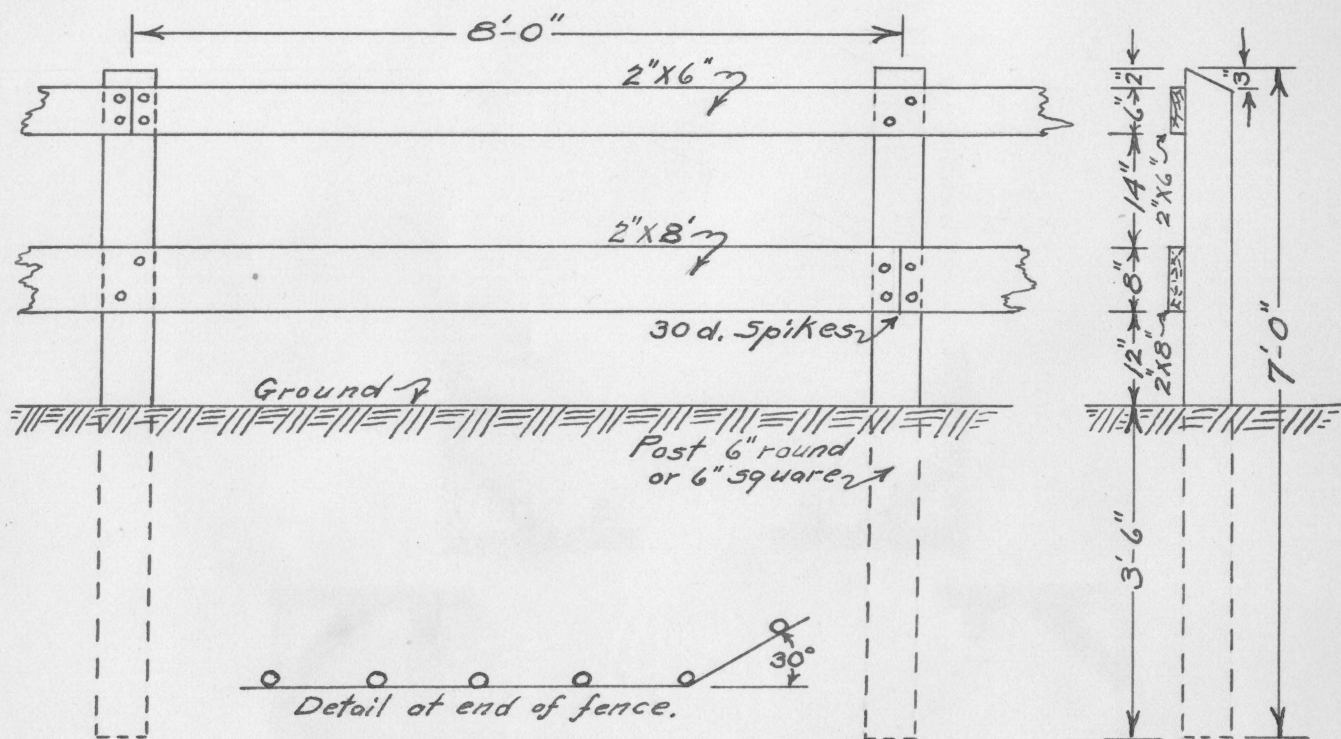 8'-0"
2"X6"
2"X8'
30 d. Spikes
Ground
Post 6" round
or 6" square
30°
Detail at end of fence.
2"
6"
14"
8"
12"
3'-6"
2"X6"
2"X8"
3"
7'-0"